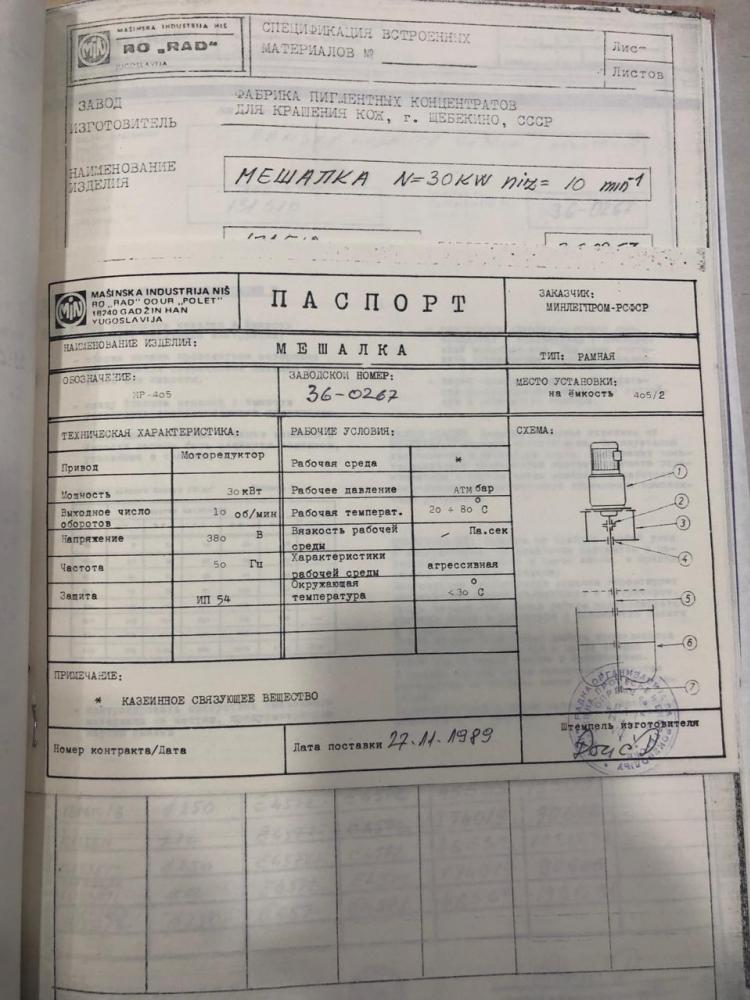 MAŠINSKA INDUSTRIJA NIŠ
MIN RO „RAD"
JUGOSLAVIJA
СПЕЦИФИКАЦИЯ ВСТРОЕННЫХ
МАТЕРИАЛОВ №
Лист
Листов
ЗАВОД
ИЗГОТОВИТЕЛЬ
ФАБРИКА ПИГМЕНТНЫХ КОНЦЕНТРАТОВ
ДЛЯ КРАШЕНИЯ КОЖ, г. ЩЕБЕКИНО, СССР
НАИМЕНОВАНИЕ
ИЗДЕЛИЯ
МЕШАЛКА N=30KW niz= 10 min⁻¹
131510
36-0267
MIN
MAŠINSKA INDUSTRIJA NIŠ
RO „RAD" OOUR „POLET"
18240 GADŽIN HAN
YUGOSLAVIJA
ПАСПОРТ
ЗАКАЗЧИК:
МИНЛЕГПРОМ-РСФСР
НАИМЕНОВАНИЕ ИЗДЕЛИЯ:
МЕШАЛКА
ТИП: РАМНАЯ
ОБОЗНАЧЕНИЕ:
МР-405
ЗАВОДСКОЙ НОМЕР:
36-0267
МЕСТО УСТАНОВКИ:
на ёмкость 405/2
ТЕХНИЧЕСКАЯ ХАРАКТЕРИСТИКА:
РАБОЧИЕ УСЛОВИЯ:
СХЕМА:
Привод Моторедуктор
Рабочая среда *
Мощность 30 кВт
Рабочее давление АТМ бар
Выходное число
оборотов 10 об/мин
Рабочая температ. 20 ÷ 80 °C
Напряжение 380 В
Вязкость рабочей
среды - Па.сек
Частота 50 Гц
Характеристики
рабочей среды агрессивная
Защита ИП 54
Окружающая
температура <30 °C
1
2
3
4
5
6
7
ПРИМЕЧАНИЕ:
* КАЗЕИННОЕ СВЯЗУЮЩЕЕ ВЕЩЕСТВО
Номер контракта/Дата
Дата поставки 27.11.1989
Штемпель изготовителя